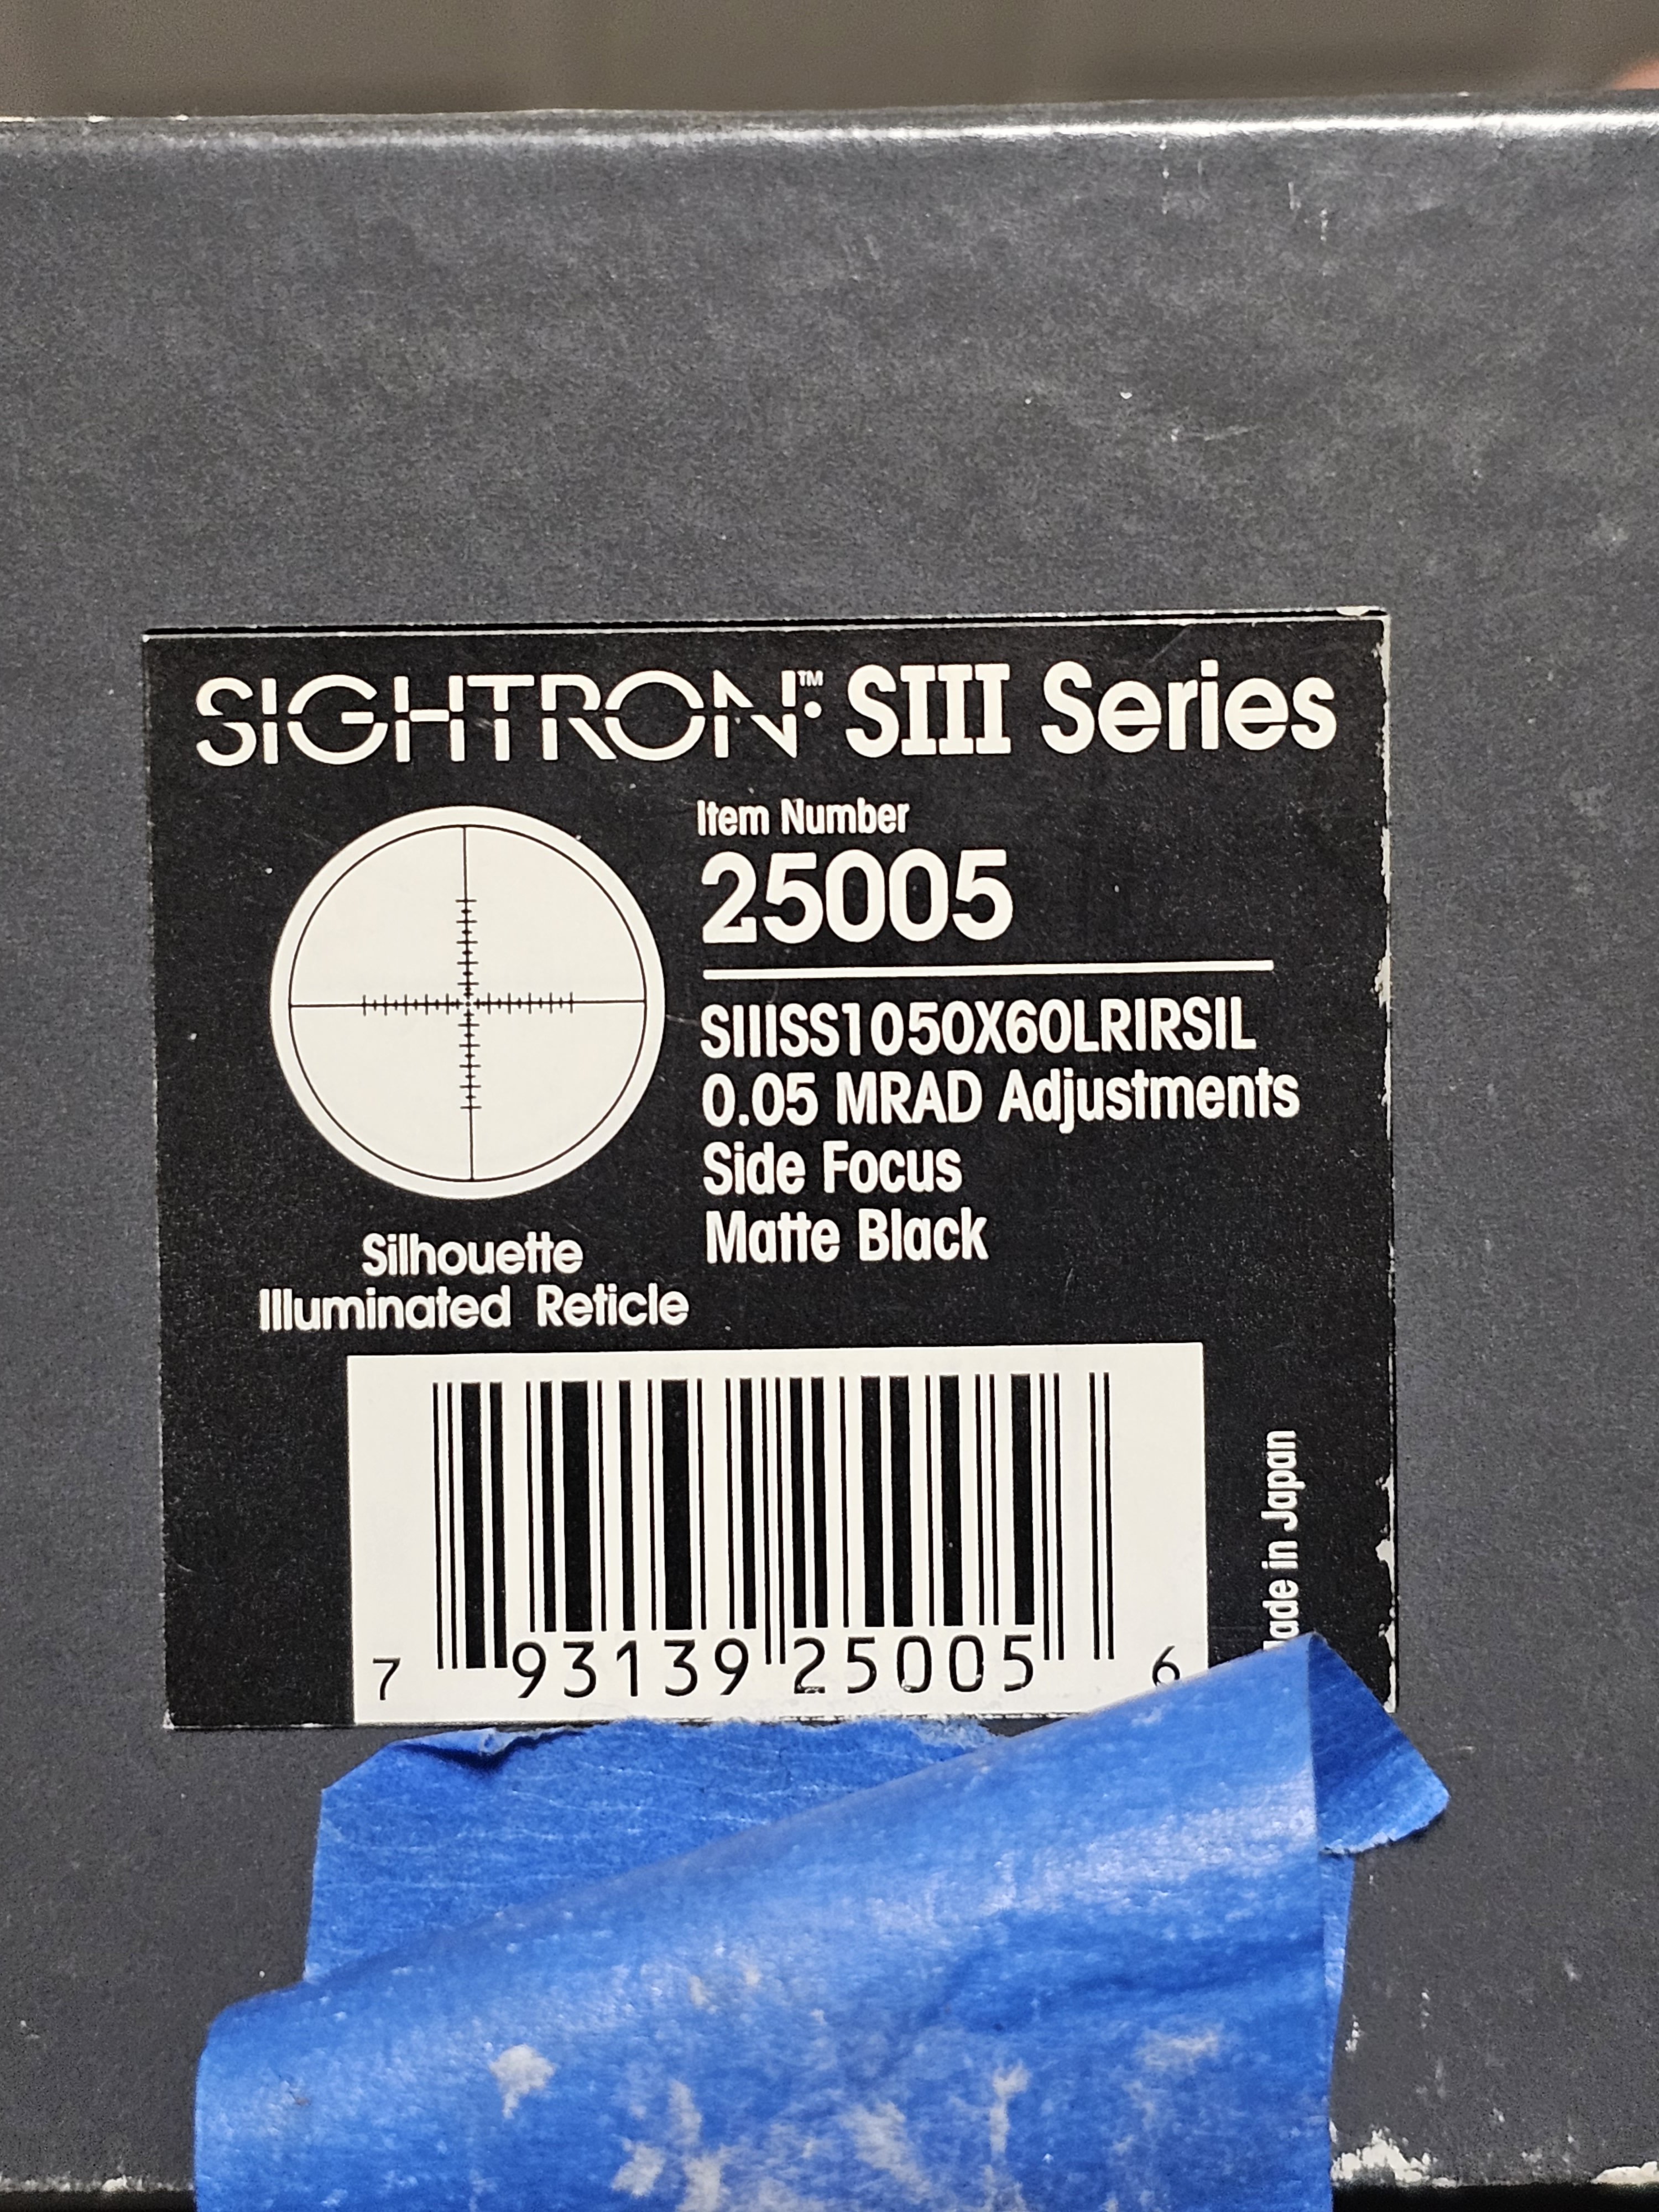 SIGHTRON™ SIII Series
Item Number
25005
SIIISS1050X60LRIRSIL
0.05 MRAD Adjustments
Side Focus
Matte Black
Silhouette
Illuminated Reticle
7 93139 25005 6
in Japan